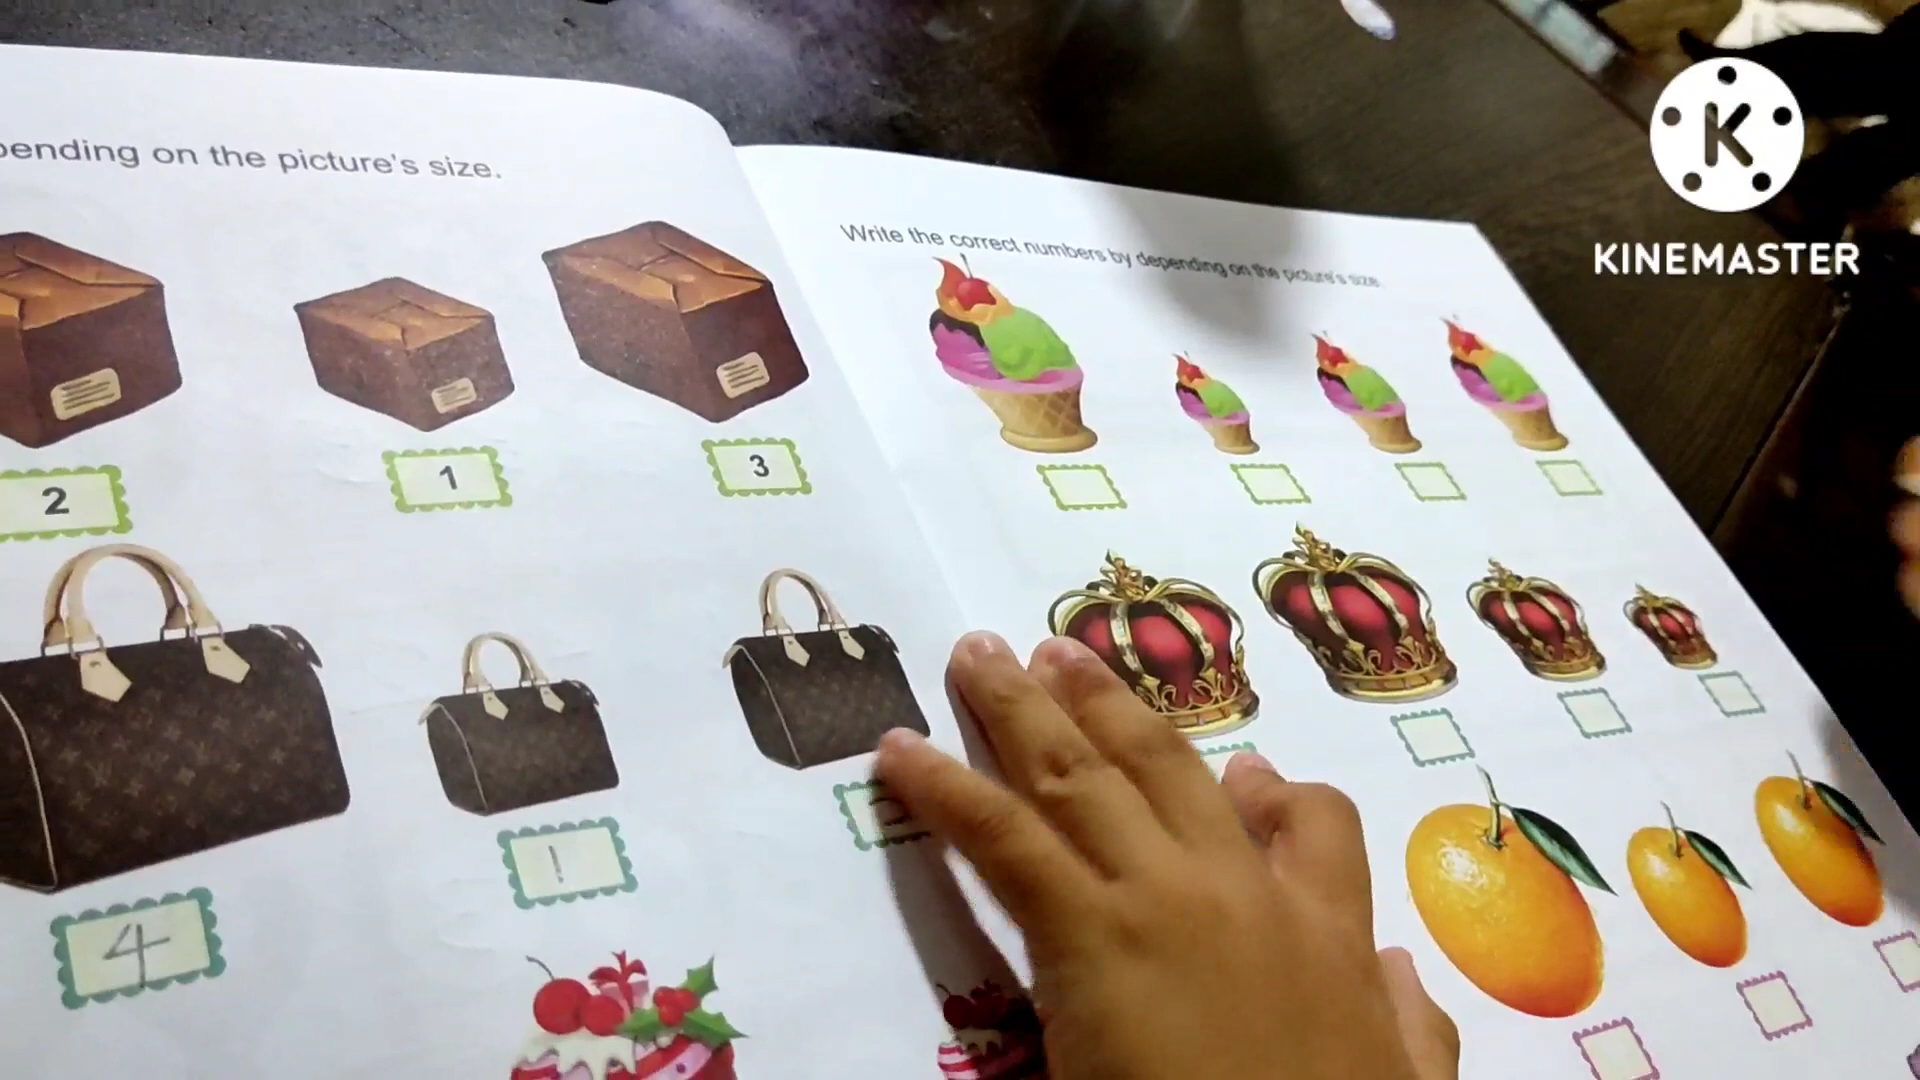 pending on the picture's size.
2
1
3
4
1
Write the correct numbers by depending on the picture's size.
K
KINEMASTER